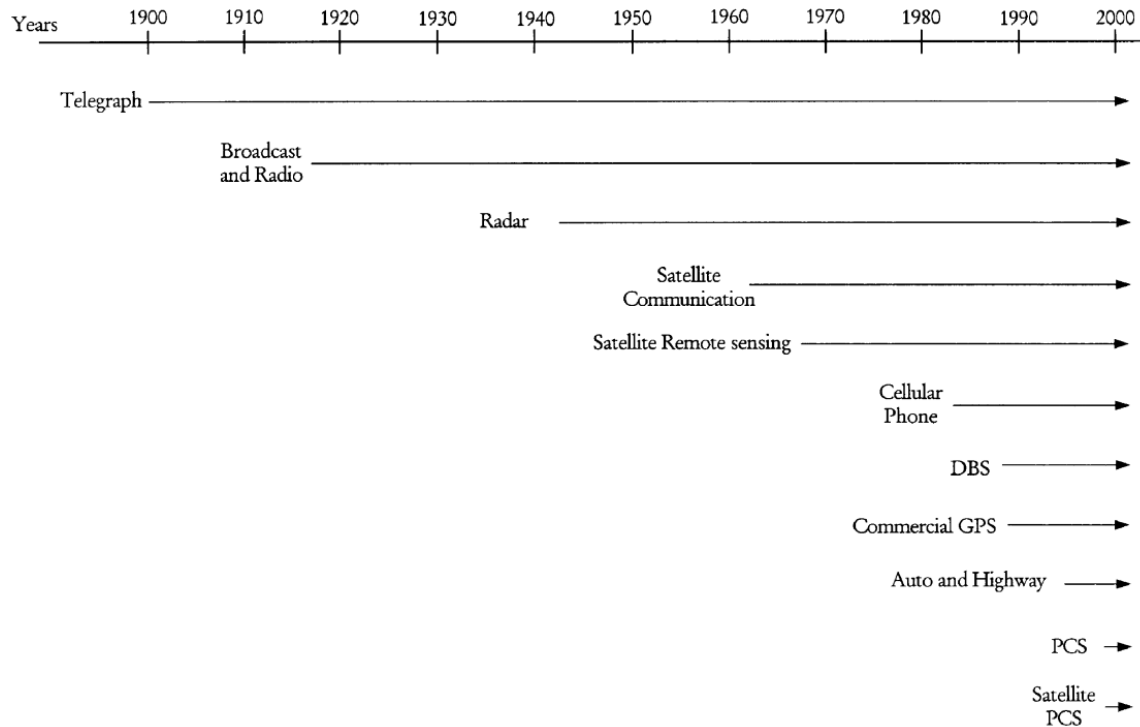 Years 1900 1910 1920 1930 1940 1950 1960 1970 1980 1990 2000
Telegraph
Broadcast
and Radio
Radar
Satellite
Communication
Satellite Remote sensing
Cellular
Phone
DBS
Commercial GPS
Auto and Highway
PCS
Satellite
PCS